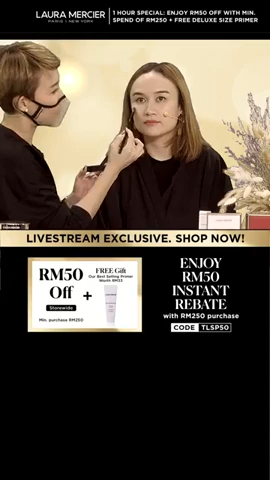 LAURA MERCIER
PARIS | NEW YORK
1 HOUR SPECIAL: ENJOY RM50 OFF WITH MIN.
SPEND OF RM250 + FREE DELUXE SIZE PRIMER
LIVESTREAM EXCLUSIVE. SHOP NOW!
RM50
Off
Storewide
+
FREE Gift
Our Best Selling Primer
Worth RM33
Min. purchase RM250
ENJOY
RM50
INSTANT
REBATE
with RM250 purchase
CODE TLSP50